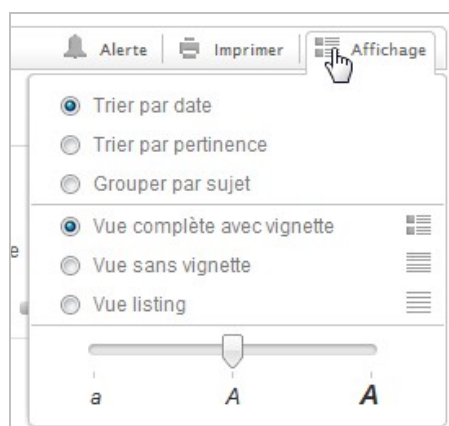 Alerte Imprimer Affichage
Trier par date
Trier par pertinence
Grouper par sujet
Vue complète avec vignette
e
Vue sans vignette
Vue listing
a A A